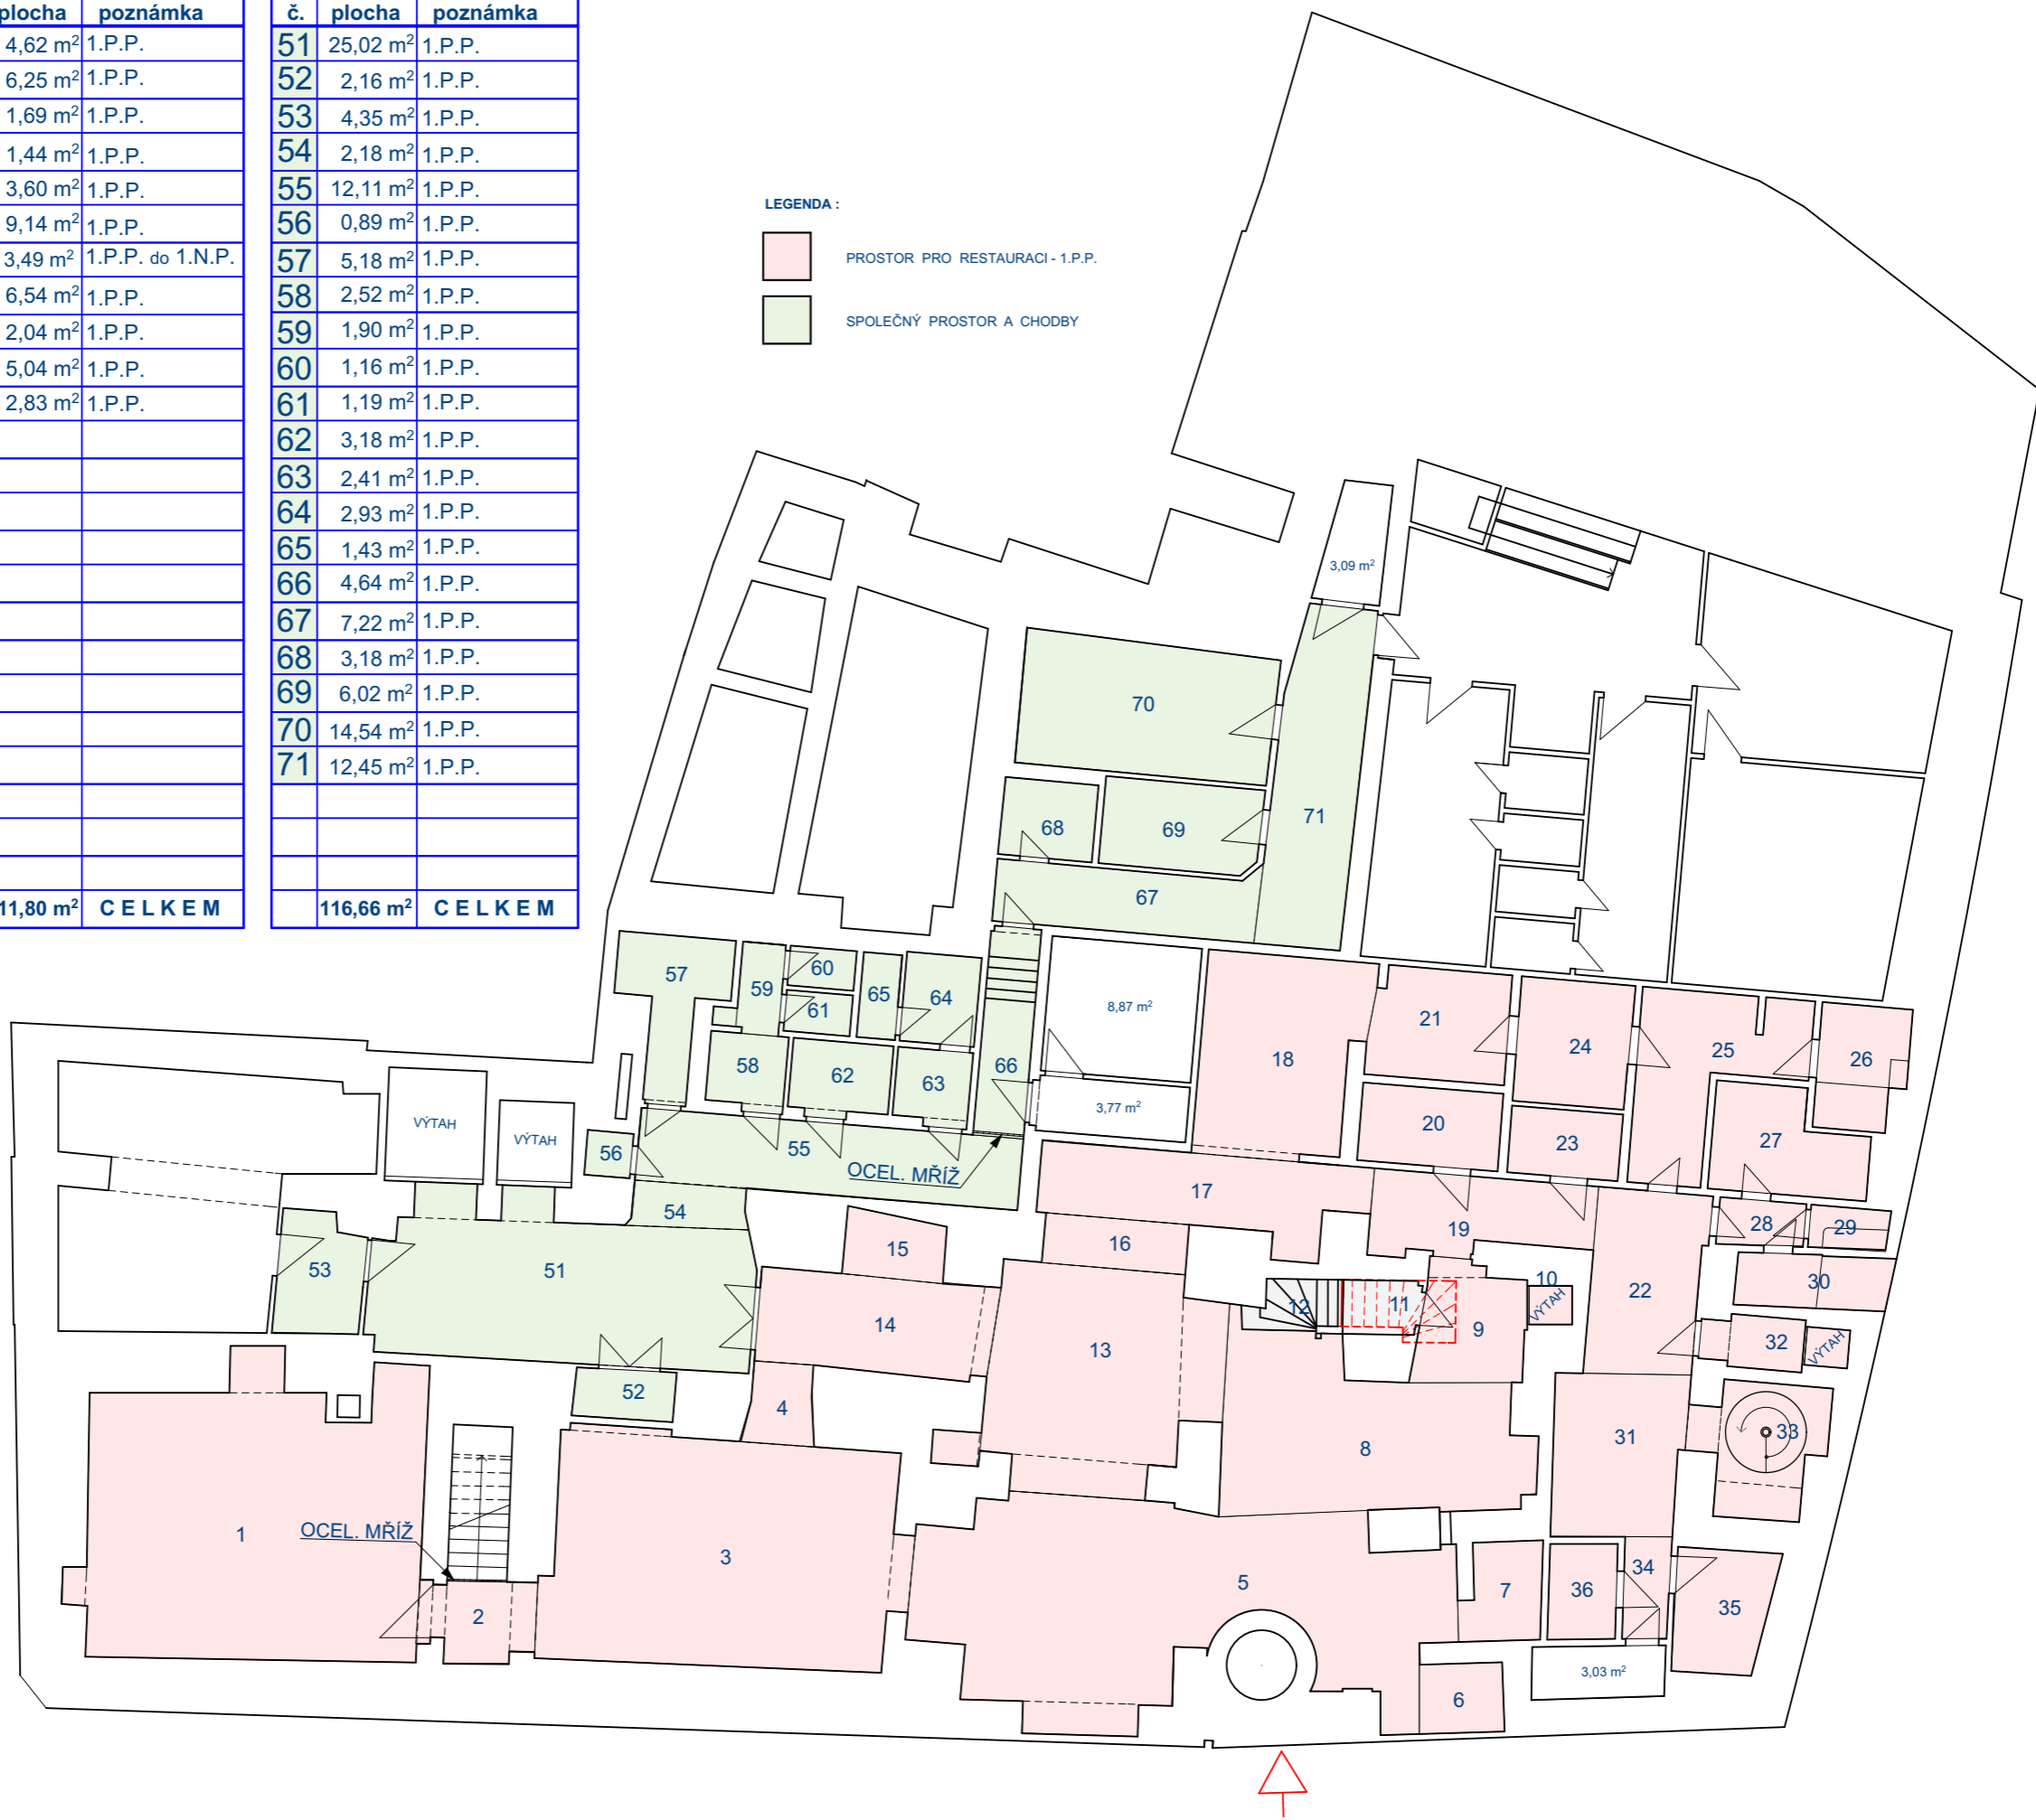 plocha poznámka
4,62 m² 1.P.P.
6,25 m² 1.P.P.
1,69 m² 1.P.P.
1,44 m² 1.P.P.
3,60 m² 1.P.P.
9,14 m² 1.P.P.
3,49 m² 1.P.P. do 1.N.P.
6,54 m² 1.P.P.
2,04 m² 1.P.P.
5,04 m² 1.P.P.
2,83 m² 1.P.P.
11,80 m² C E L K E M
č. plocha poznámka
51 25,02 m² 1.P.P.
52 2,16 m² 1.P.P.
53 4,35 m² 1.P.P.
54 2,18 m² 1.P.P.
55 12,11 m² 1.P.P.
56 0,89 m² 1.P.P.
57 5,18 m² 1.P.P.
58 2,52 m² 1.P.P.
59 1,90 m² 1.P.P.
60 1,16 m² 1.P.P.
61 1,19 m² 1.P.P.
62 3,18 m² 1.P.P.
63 2,41 m² 1.P.P.
64 2,93 m² 1.P.P.
65 1,43 m² 1.P.P.
66 4,64 m² 1.P.P.
67 7,22 m² 1.P.P.
68 3,18 m² 1.P.P.
69 6,02 m² 1.P.P.
70 14,54 m² 1.P.P.
71 12,45 m² 1.P.P.
116,66 m² C E L K E M
LEGENDA :
PROSTOR PRO RESTAURACI - 1.P.P.
SPOLEČNÝ PROSTOR A CHODBY
3,09 m²
70
71
68
69
67
57
59
60
61
65
64
66
58
62
63
8,87 m²
3,77 m²
18
21
24
25
26
20
23
27
VÝTAH
VÝTAH
56
55
OCEL. MŘÍŽ
54
17
19
28
29
53
51
15
16
10
VÝTAH
22
30
12
11
9
14
13
32
VÝTAH
52
4
8
31
33
1
OCEL. MŘÍŽ
2
3
5
7
36
34
35
6
3,03 m²